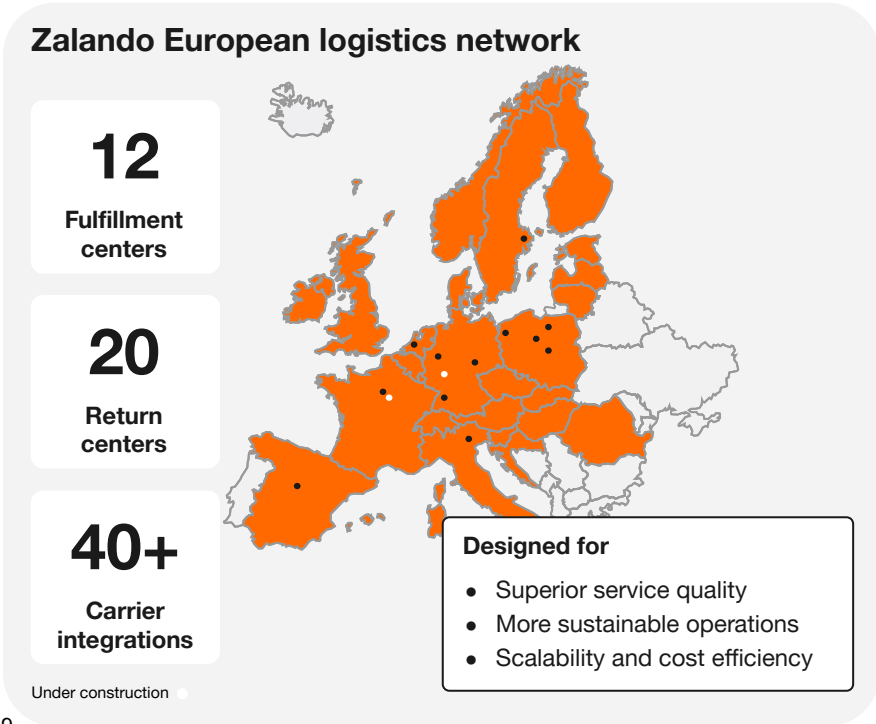 Zalando European logistics network
12
Fulfillment
centers
20
Return
centers
40+
Carrier
integrations
Designed for
● Superior service quality
● More sustainable operations
● Scalability and cost efficiency
Under construction